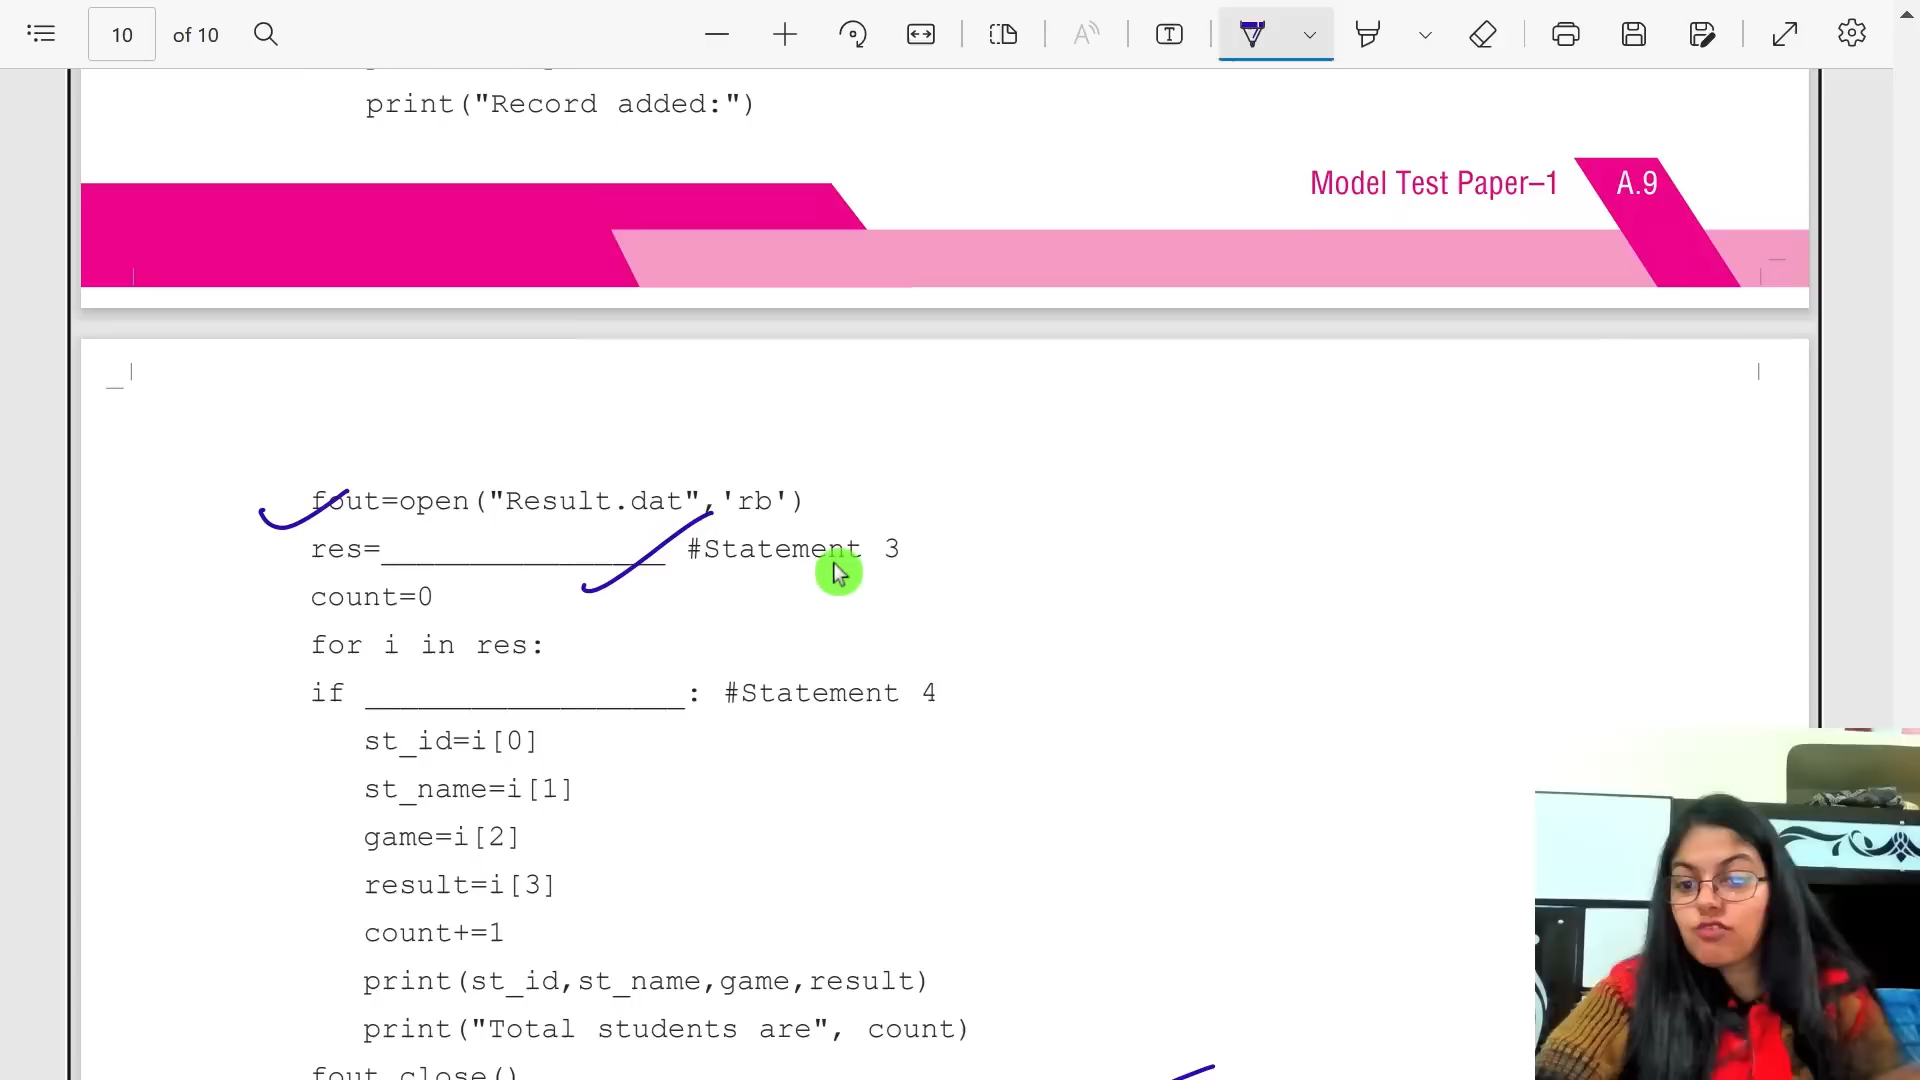 10 of 10
print("Record added:")
Model Test Paper–1 A.9
fout=open("Result.dat",'rb')
res=________________ #Statement 3
count=0
for i in res:
if __________________: #Statement 4
st_id=i[0]
st_name=i[1]
game=i[2]
result=i[3]
count+=1
print(st_id,st_name,game,result)
print("Total students are", count)
fout.close()